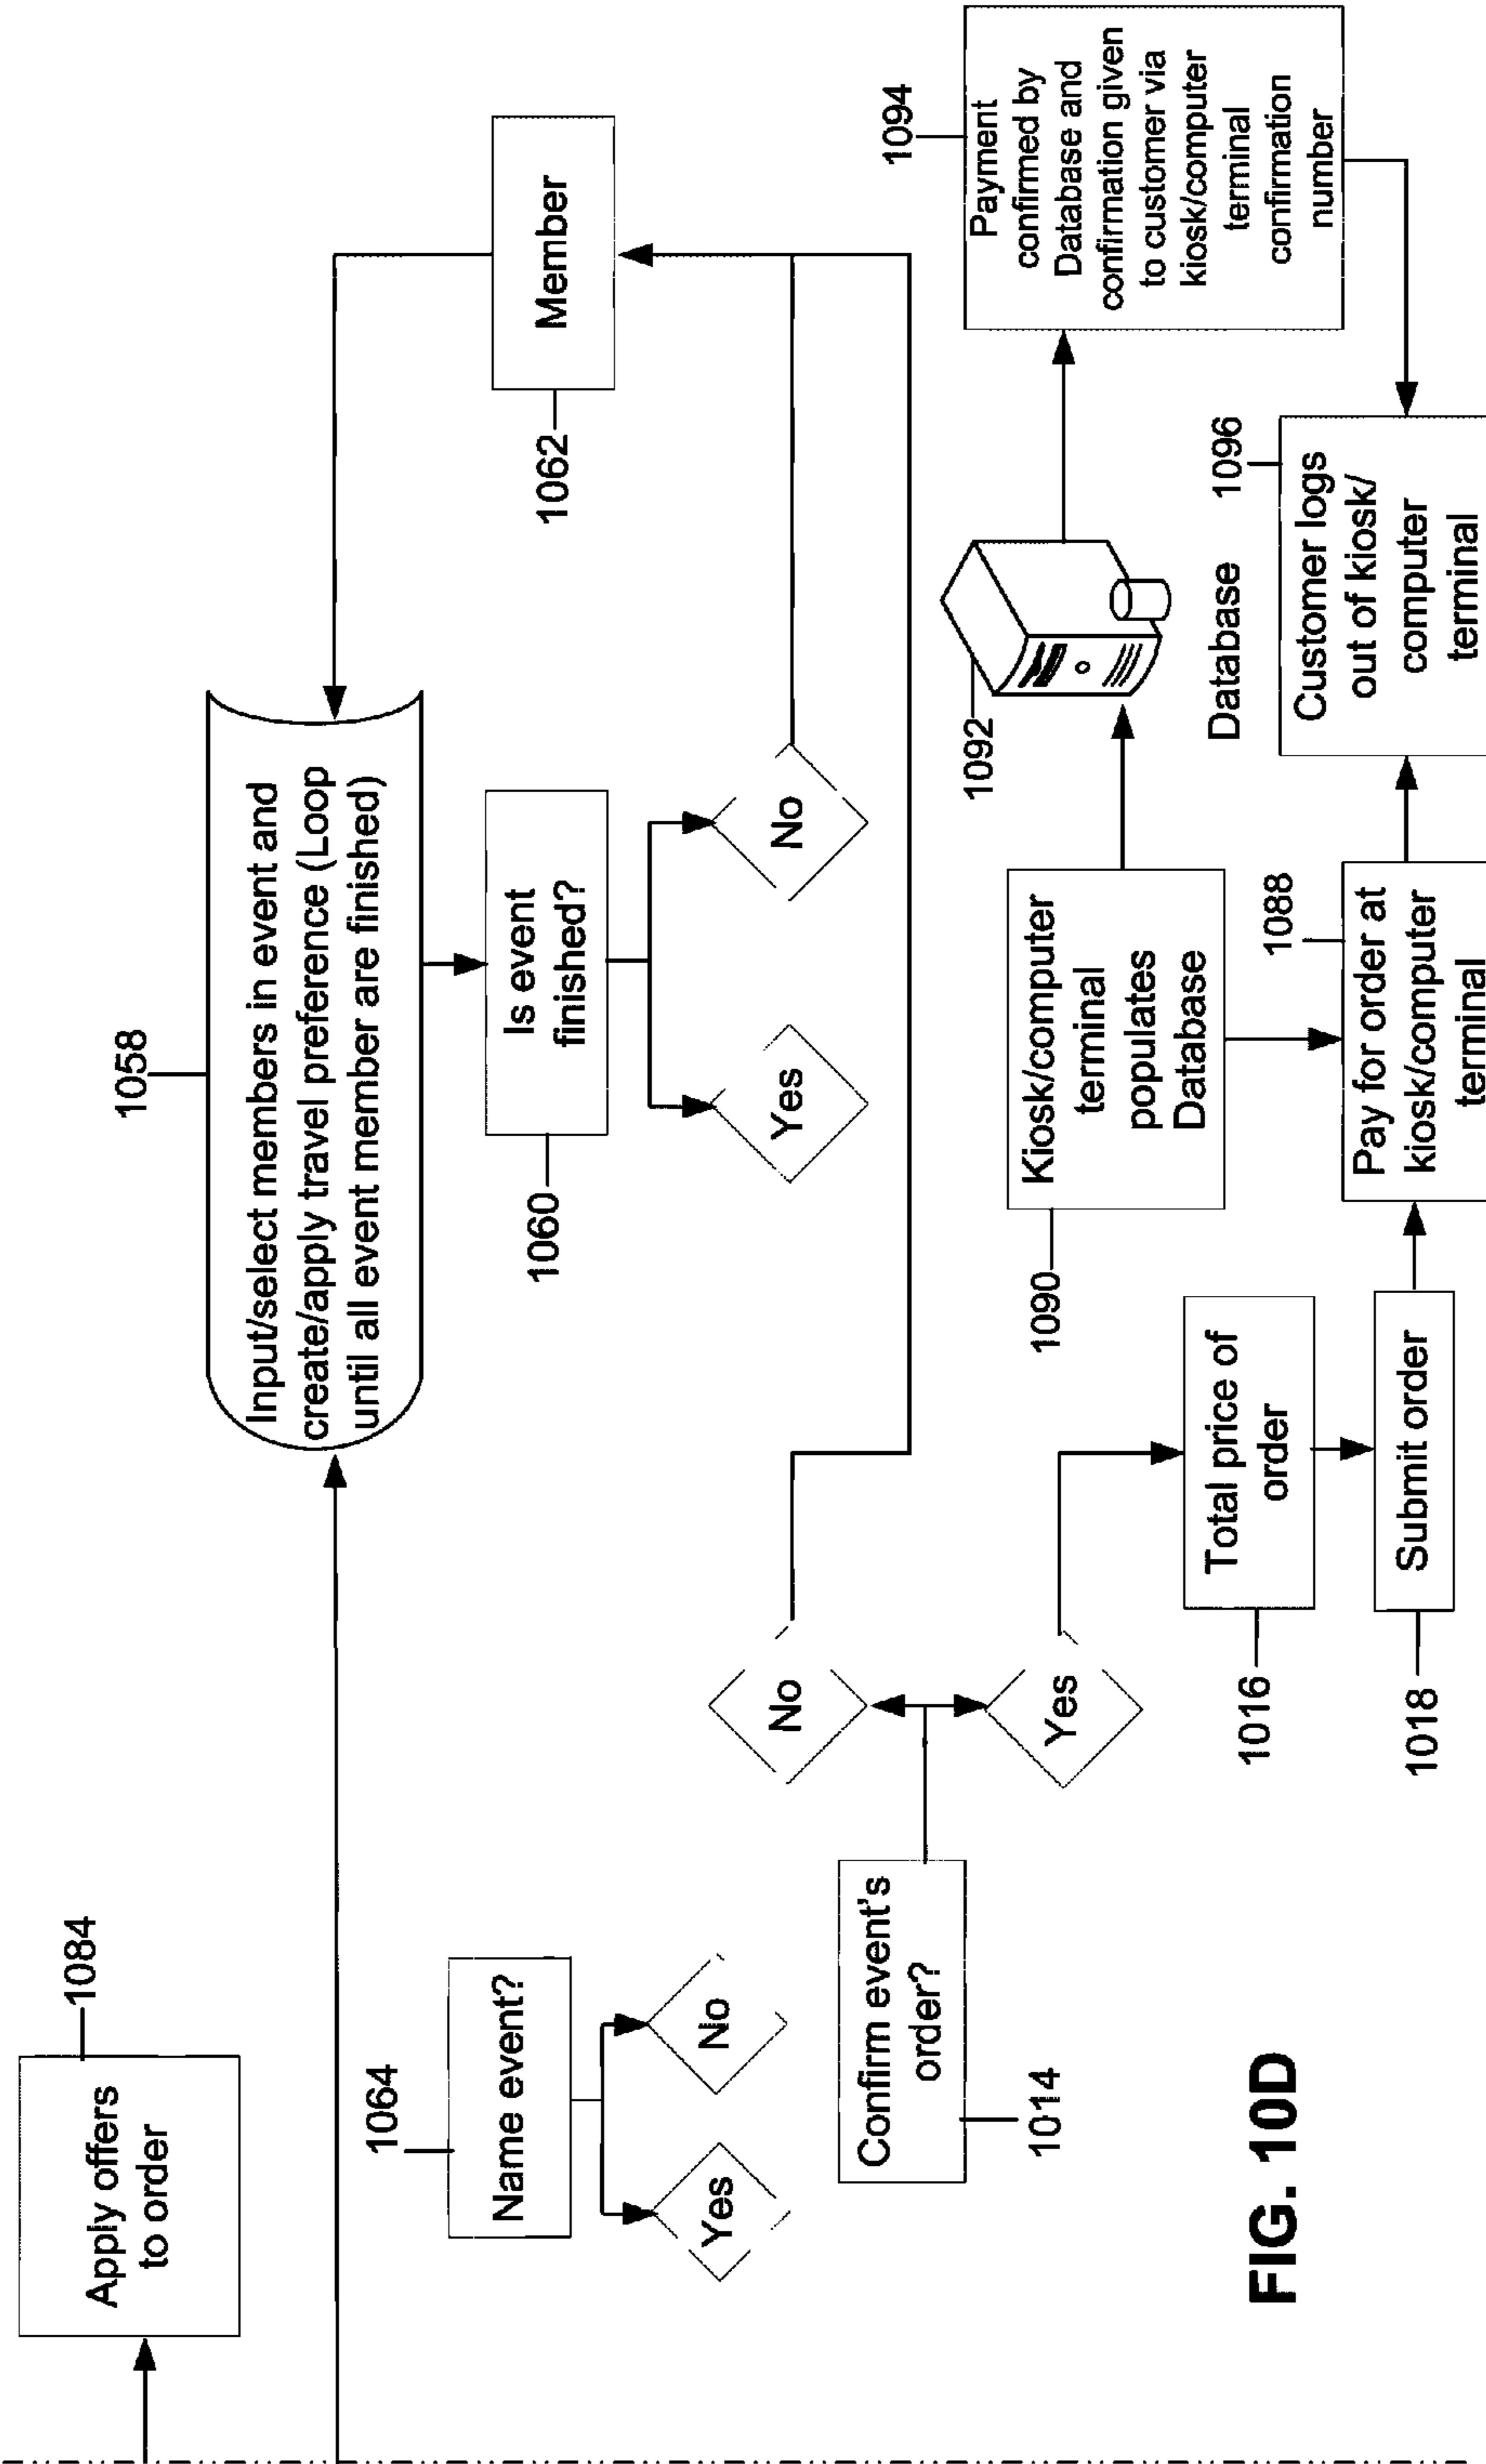 1084
Apply offers
to order
1058
Input/select members in event and
create/apply travel preference (Loop
until all event member are finished)
1064
Name event?
Yes
No
1060
Is event
finished?
Yes
No
1062
Member
Confirm event's
order?
1014
No
Yes
1016
Total price of
order
1018
Submit order
1090
Kiosk/computer
terminal
populates
Database
1088
Pay for order at
kiosk/computer
terminal
1092
Database
1094
Payment
confirmed by
Database and
confirmation given
to customer via
kiosk/computer
terminal
confirmation
number
1096
Customer logs
out of kiosk/
computer
terminal
FIG. 10D